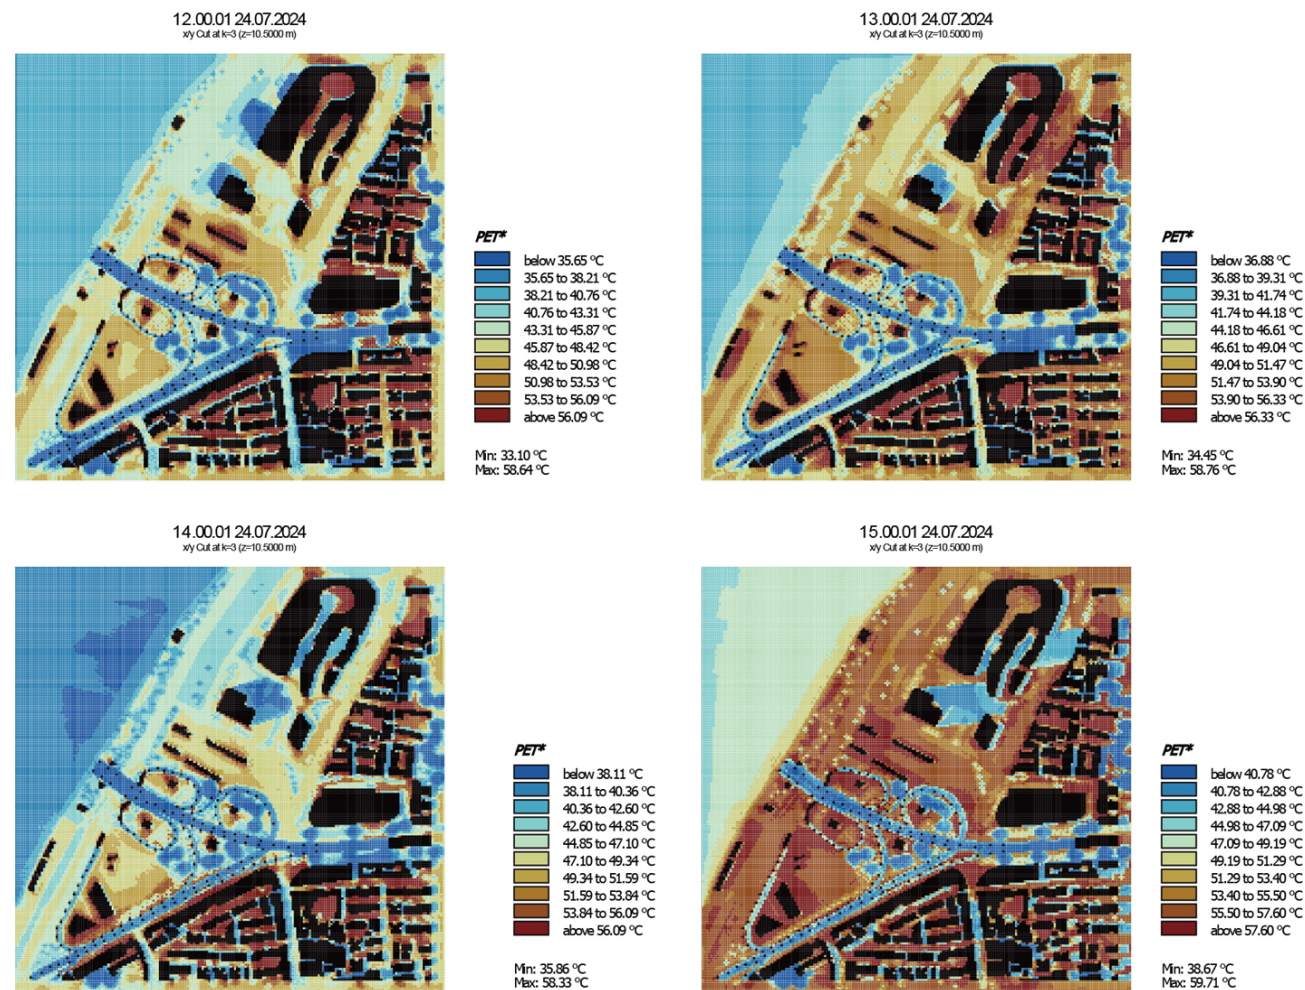 12.00.01 24.07.2024
x/y Cut at k=3 (z=10.5000 m)
PET*
below 35.65 °C
35.65 to 38.21 °C
38.21 to 40.76 °C
40.76 to 43.31 °C
43.31 to 45.87 °C
45.87 to 48.42 °C
48.42 to 50.98 °C
50.98 to 53.53 °C
53.53 to 56.09 °C
above 56.09 °C
Min: 33.10 °C
Max: 58.64 °C
13.00.01 24.07.2024
x/y Cut at k=3 (z=10.5000 m)
PET*
below 36.88 °C
36.88 to 39.31 °C
39.31 to 41.74 °C
41.74 to 44.18 °C
44.18 to 46.61 °C
46.61 to 49.04 °C
49.04 to 51.47 °C
51.47 to 53.90 °C
53.90 to 56.33 °C
above 56.33 °C
Min: 34.45 °C
Max: 58.76 °C
14.00.01 24.07.2024
x/y Cut at k=3 (z=10.5000 m)
PET*
below 38.11 °C
38.11 to 40.36 °C
40.36 to 42.60 °C
42.60 to 44.85 °C
44.85 to 47.10 °C
47.10 to 49.34 °C
49.34 to 51.59 °C
51.59 to 53.84 °C
53.84 to 56.09 °C
above 56.09 °C
Min: 35.86 °C
Max: 58.33 °C
15.00.01 24.07.2024
x/y Cut at k=3 (z=10.5000 m)
PET*
below 40.78 °C
40.78 to 42.88 °C
42.88 to 44.98 °C
44.98 to 47.09 °C
47.09 to 49.19 °C
49.19 to 51.29 °C
51.29 to 53.40 °C
53.40 to 55.50 °C
55.50 to 57.60 °C
above 57.60 °C
Min: 38.67 °C
Max: 59.71 °C